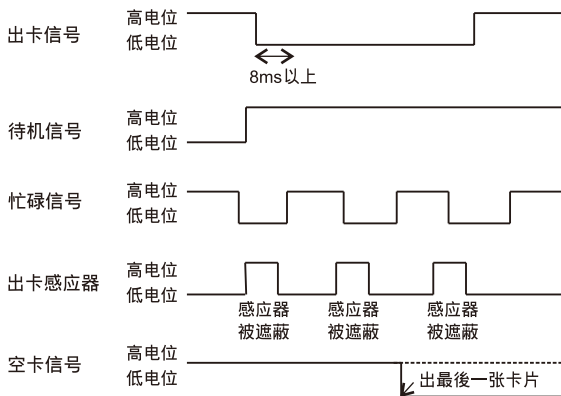 出卡信号
高电位
低电位
8ms以上
待机信号
高电位
低电位
忙碌信号
高电位
低电位
出卡感应器
高电位
低电位
感应器
被遮蔽
感应器
被遮蔽
感应器
被遮蔽
空卡信号
高电位
低电位
出最後一张卡片